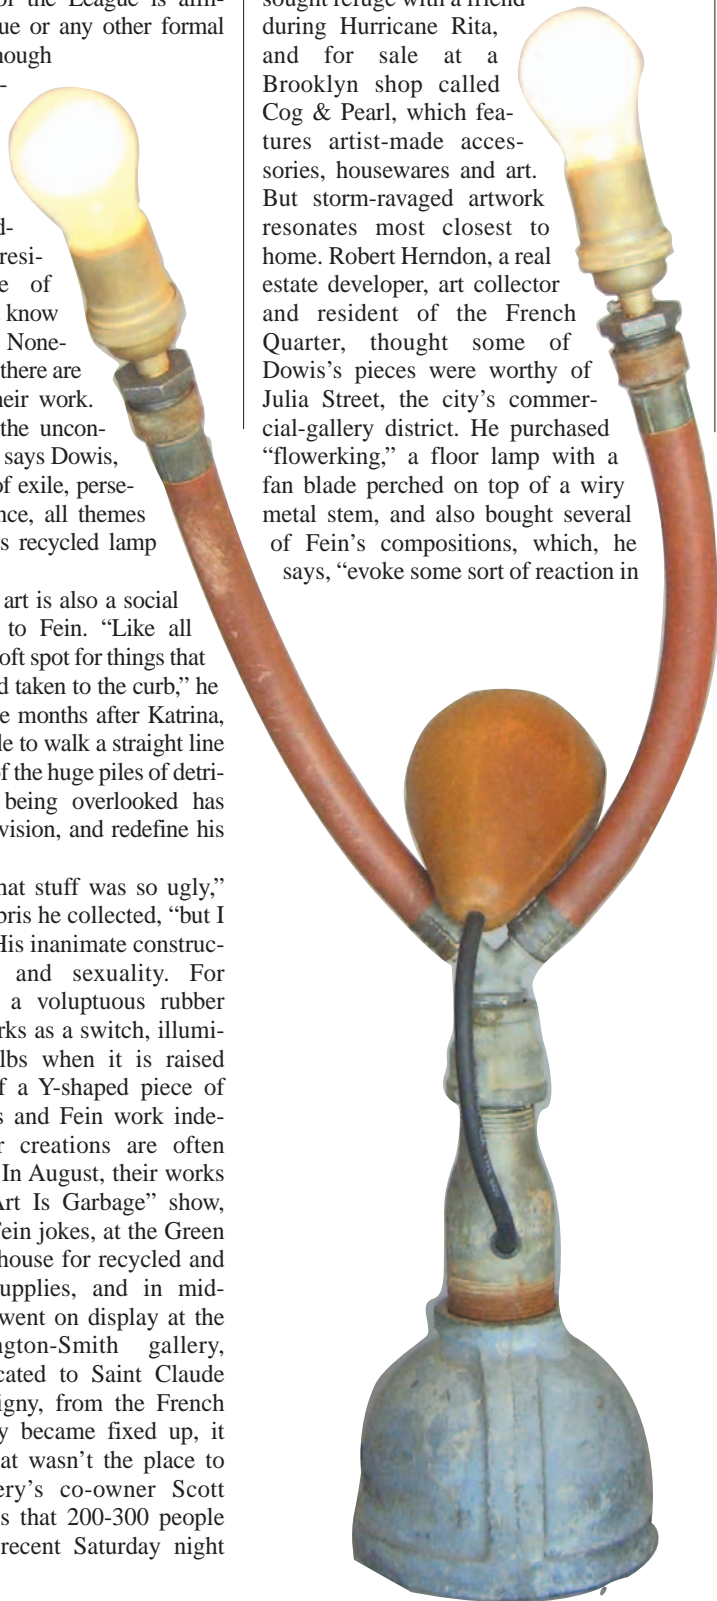 of the League is affil-
ue or any other formal
hough
-
d-
resi-
e of
know
None-
there are
heir work.
the uncon-
says Dowis,
of exile, perse-
nce, all themes
s recycled lamp
art is also a social
to Fein. “Like all
oft spot for things that
d taken to the curb,” he
e months after Katrina,
le to walk a straight line
of the huge piles of detri-
being overlooked has
vision, and redefine his
hat stuff was so ugly,”
bris he collected, “but I
His inanimate construc-
and sexuality. For
a voluptuous rubber
rks as a switch, illumi-
lbs when it is raised
f a Y-shaped piece of
s and Fein work inde-
r creations are often
In August, their works
Art Is Garbage” show,
Fein jokes, at the Green
house for recycled and
upplies, and in mid-
went on display at the
ngton-Smith gallery,
cated to Saint Claude
igny, from the French
y became fixed up, it
at wasn’t the place to
ery’s co-owner Scott
s that 200-300 people
recent Saturday night
sought refuge with a friend
during Hurricane Rita,
and for sale at a
Brooklyn shop called
Cog & Pearl, which fea-
tures artist-made acces-
sories, housewares and art.
But storm-ravaged artwork
resonates most closest to
home. Robert Herndon, a real
estate developer, art collector
and resident of the French
Quarter, thought some of
Dowis’s pieces were worthy of
Julia Street, the city’s commer-
cial-gallery district. He purchased
“flowerking,” a floor lamp with a
fan blade perched on top of a wiry
metal stem, and also bought several
of Fein’s compositions, which, he
says, “evoke some sort of reaction in